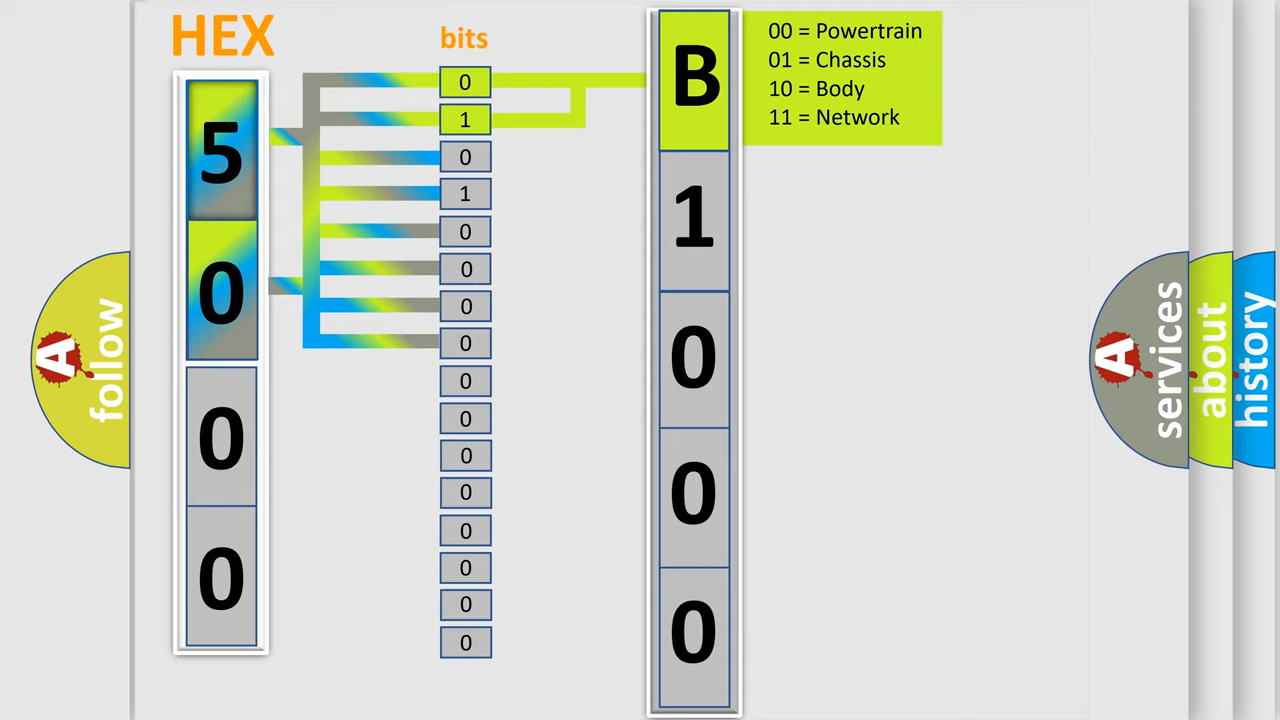 HEX
bits
5
0
0
0
0
1
0
1
0
0
0
0
0
0
0
0
0
0
0
0
B
1
0
0
0
00 = Powertrain
01 = Chassis
10 = Body
11 = Network
A
follow
A
services
about
history